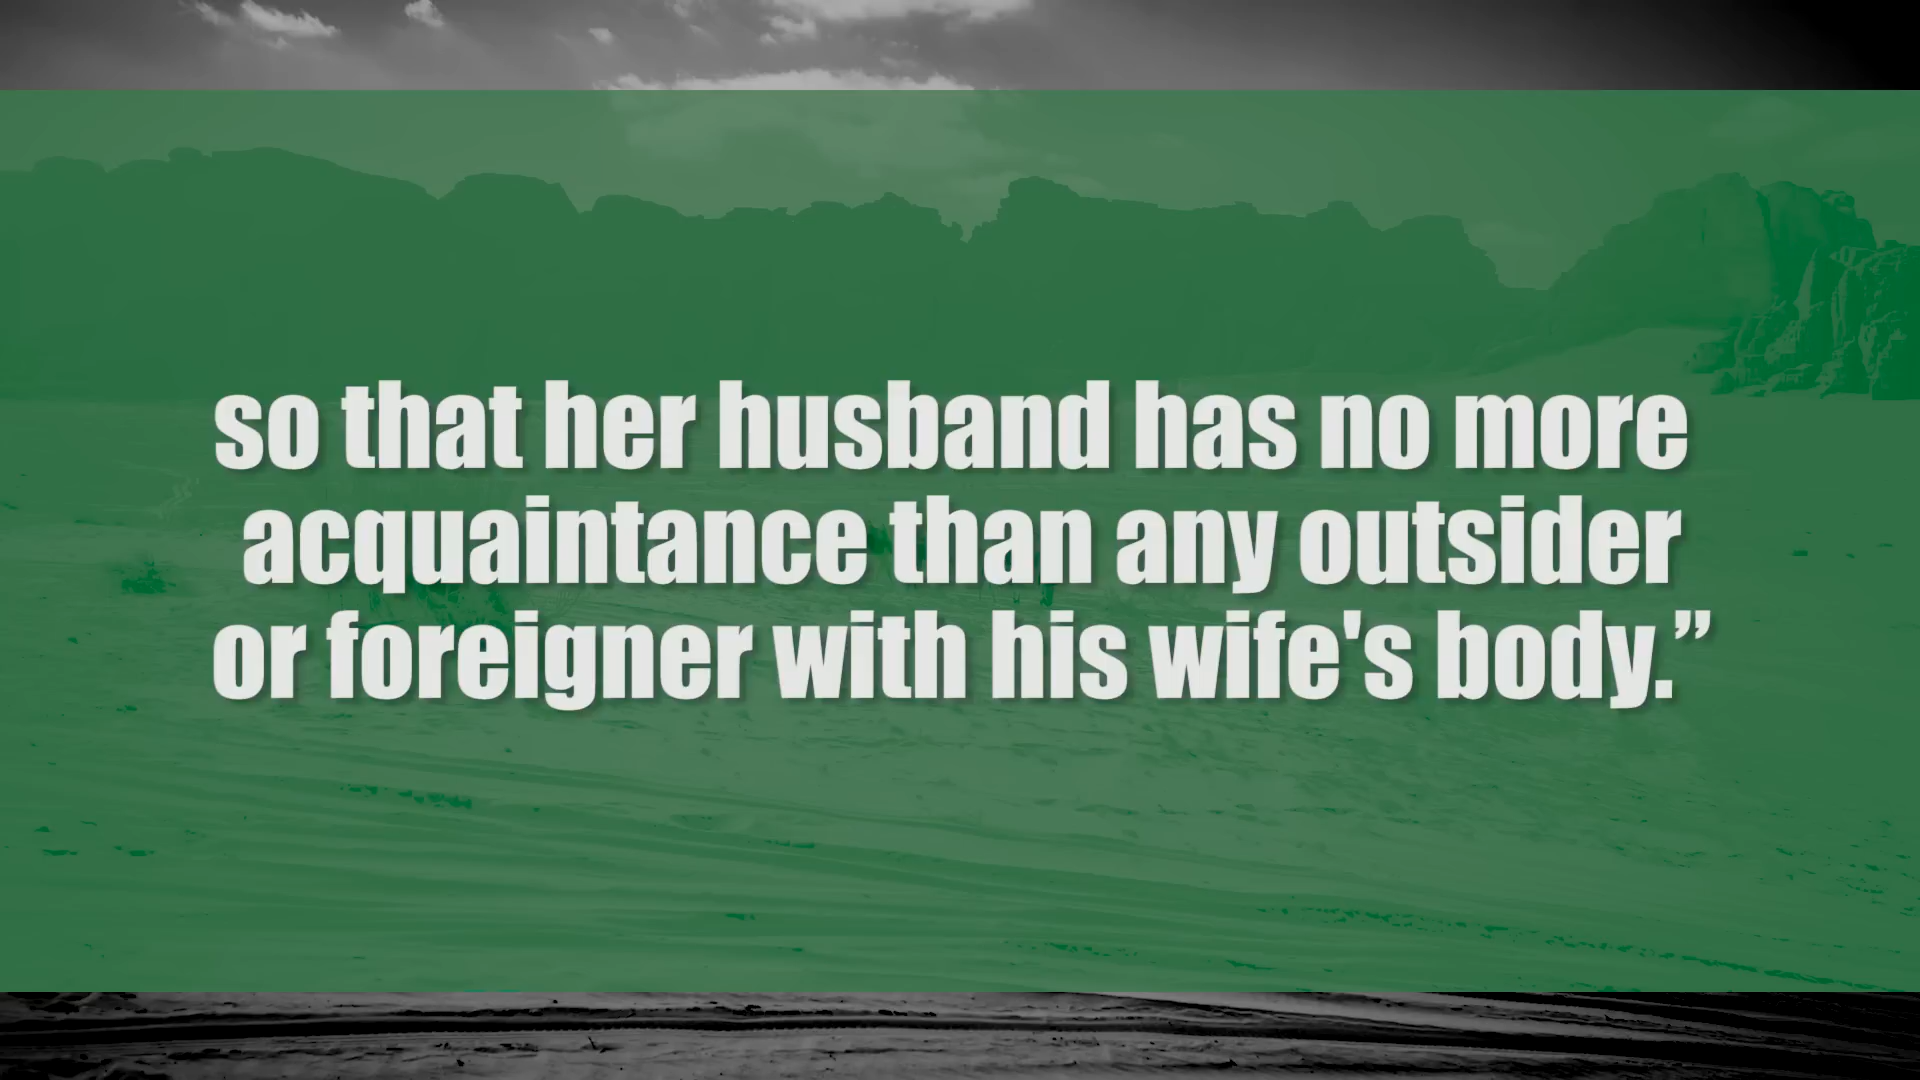 so that her husband has no more
acquaintance than any outsider
or foreigner with his wife's body.”